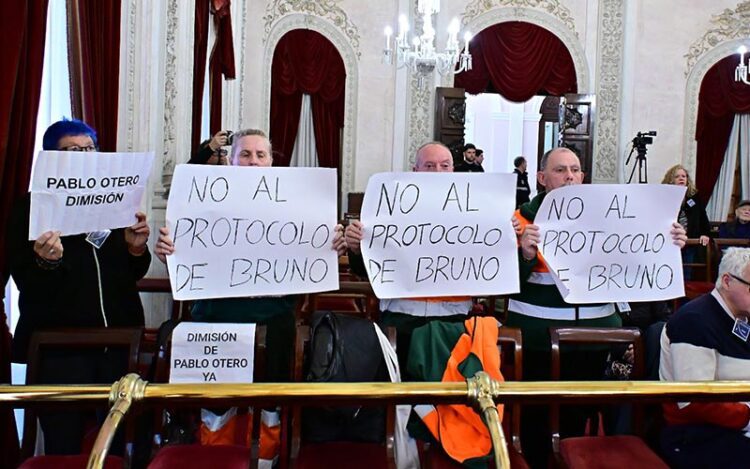 PABLO OTERO
DIMISIÓN
NO AL
PROTOCOLO
DE BRUNO
NO AL
PROTOCOLO
DE BRUNO
NO AL
PROTOCOLO
DE BRUNO
DIMISIÓN
DE
PABLO OTERO
YA